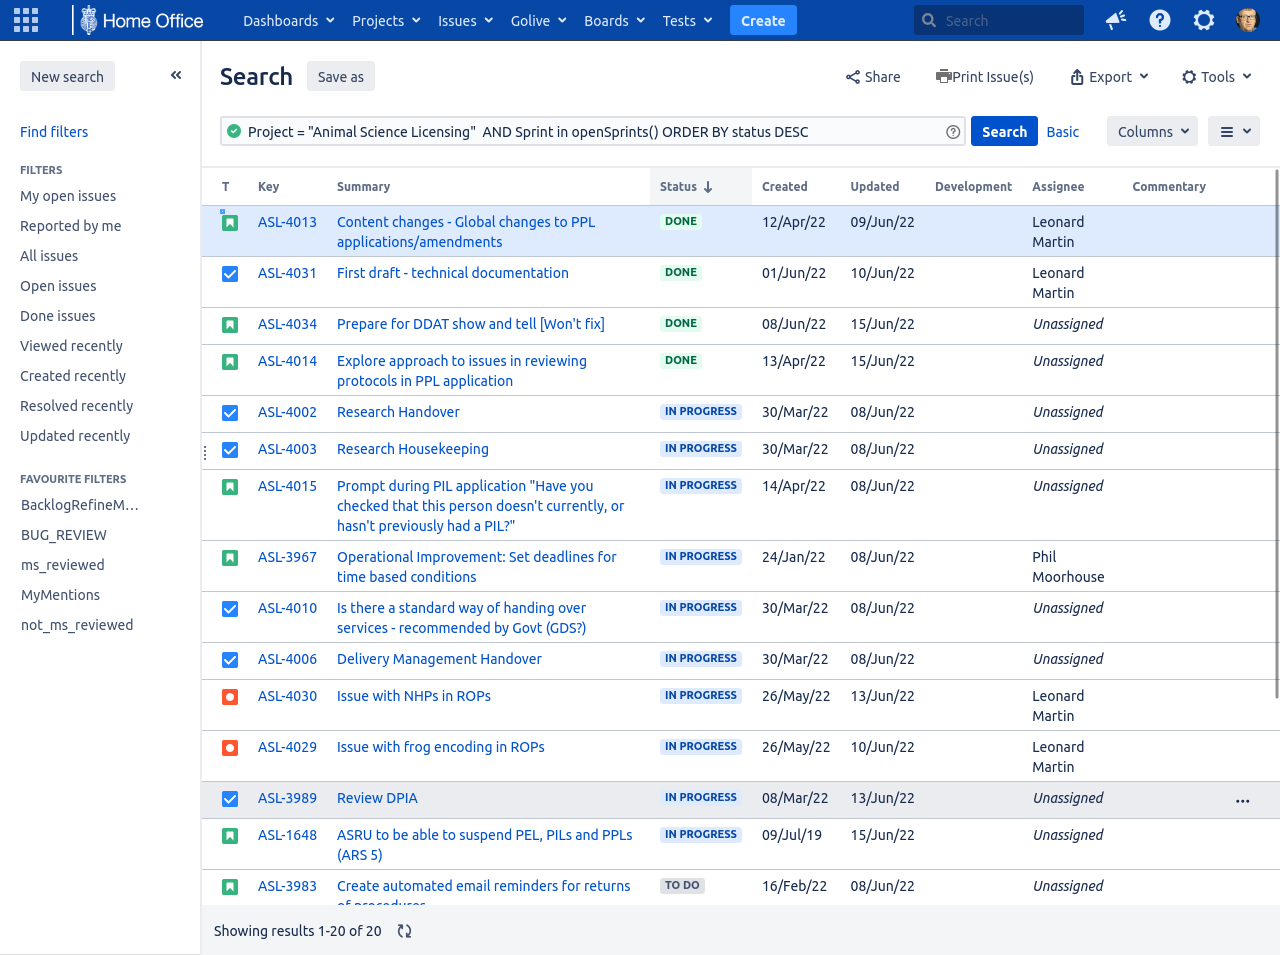 Home Office Dashboards Projects Issues Golive Boards Tests Create Search
New search
Find filters
FILTERS
My open issues
Reported by me
All issues
Open issues
Done issues
Viewed recently
Created recently
Resolved recently
Updated recently
FAVOURITE FILTERS
BacklogRefineM...
BUG_REVIEW
ms_reviewed
MyMentions
not_ms_reviewed
Search Save as Share Print Issue(s) Export Tools
Project = "Animal Science Licensing" AND Sprint in openSprints() ORDER BY status DESC Search Basic Columns
T Key Summary Status Created Updated Development Assignee Commentary
ASL-4013 Content changes - Global changes to PPL DONE 12/Apr/22 09/Jun/22 Leonard
applications/amendments Martin
ASL-4031 First draft - technical documentation DONE 01/Jun/22 10/Jun/22 Leonard
Martin
ASL-4034 Prepare for DDAT show and tell [Won't fix] DONE 08/Jun/22 15/Jun/22 Unassigned
ASL-4014 Explore approach to issues in reviewing DONE 13/Apr/22 15/Jun/22 Unassigned
protocols in PPL application
ASL-4002 Research Handover IN PROGRESS 30/Mar/22 08/Jun/22 Unassigned
ASL-4003 Research Housekeeping IN PROGRESS 30/Mar/22 08/Jun/22 Unassigned
ASL-4015 Prompt during PIL application "Have you IN PROGRESS 14/Apr/22 08/Jun/22 Unassigned
checked that this person doesn't currently, or
hasn't previously had a PIL?"
ASL-3967 Operational Improvement: Set deadlines for IN PROGRESS 24/Jan/22 08/Jun/22 Phil
time based conditions Moorhouse
ASL-4010 Is there a standard way of handing over IN PROGRESS 30/Mar/22 08/Jun/22 Unassigned
services - recommended by Govt (GDS?)
ASL-4006 Delivery Management Handover IN PROGRESS 30/Mar/22 08/Jun/22 Unassigned
ASL-4030 Issue with NHPs in ROPs IN PROGRESS 26/May/22 13/Jun/22 Leonard
Martin
ASL-4029 Issue with frog encoding in ROPs IN PROGRESS 26/May/22 10/Jun/22 Leonard
Martin
ASL-3989 Review DPIA IN PROGRESS 08/Mar/22 13/Jun/22 Unassigned
ASL-1648 ASRU to be able to suspend PEL, PILs and PPLs IN PROGRESS 09/Jul/19 15/Jun/22 Unassigned
(ARS 5)
ASL-3983 Create automated email reminders for returns TO DO 16/Feb/22 08/Jun/22 Unassigned
of procedures
Showing results 1-20 of 20